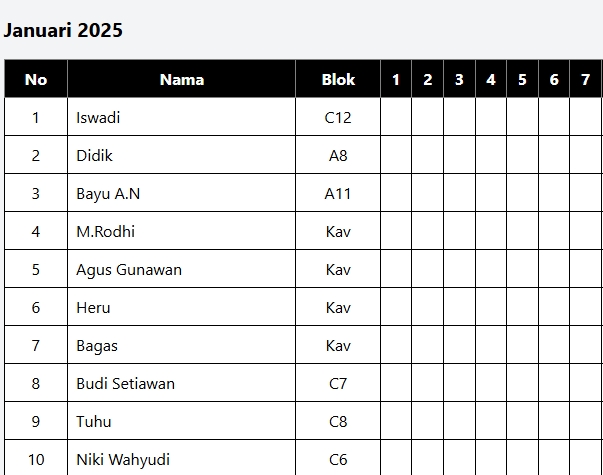 Januari 2025
No Nama Blok 1 2 3 4 5 6 7
1 Iswadi C12
2 Didik A8
3 Bayu A.N A11
4 M.Rodhi Kav
5 Agus Gunawan Kav
6 Heru Kav
7 Bagas Kav
8 Budi Setiawan C7
9 Tuhu C8
10 Niki Wahyudi C6